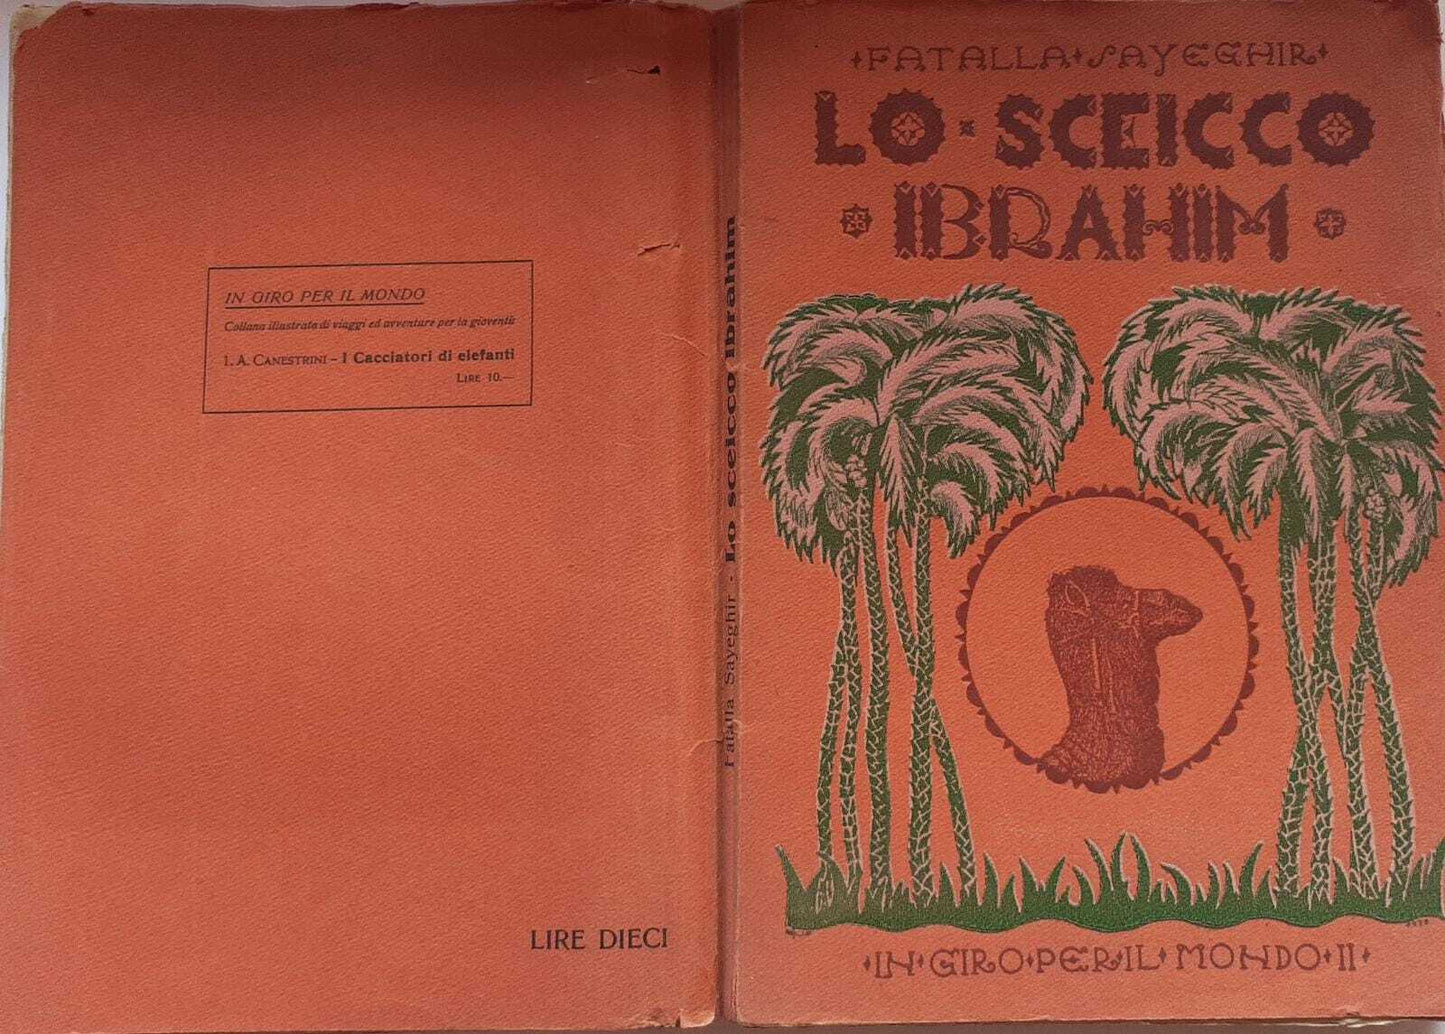 IN GIRO PER IL MONDO
Collana illustrata di viaggi ed avventure per la gioventù
1. A. CANESTRINI - I Cacciatori di elefanti
LIRE 10.—
LIRE DIECI
Fatalla Sayeghir - Lo sceicco Ibrahim
FATALLA SAYEGHIR
LO SCEICCO
IBRAHIM
IN GIRO PER IL MONDO II